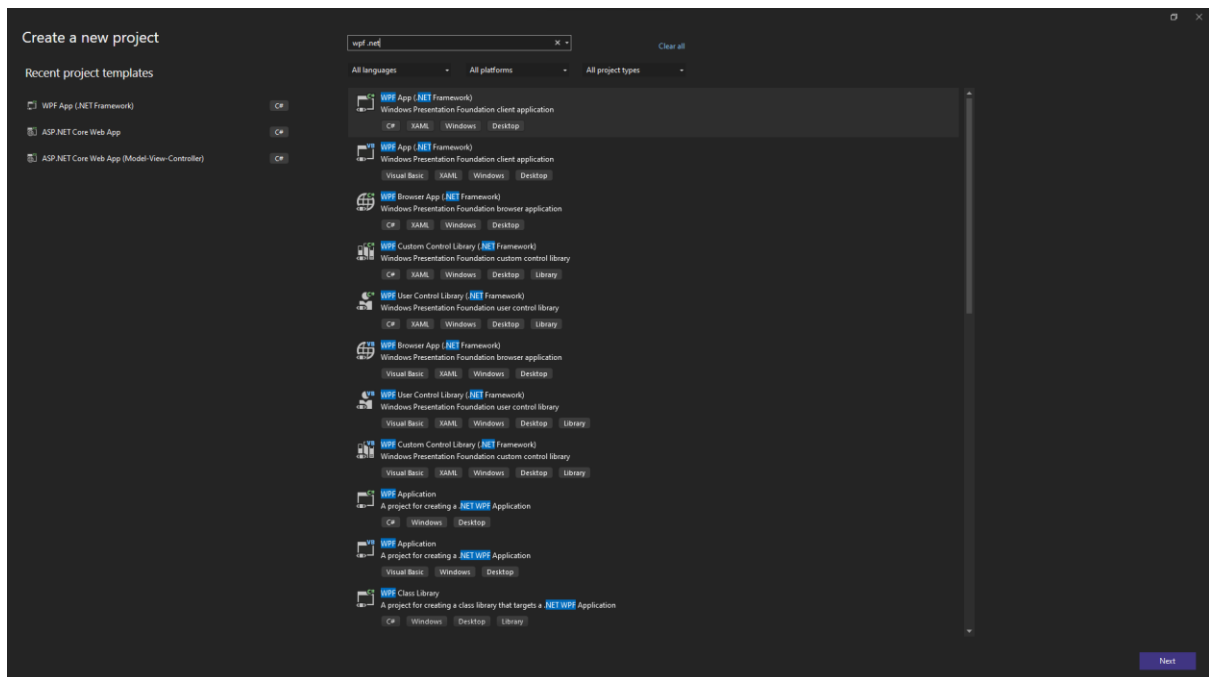 Create a new project
Recent project templates
WPF App (.NET Framework) C#
ASP.NET Core Web App C#
ASP.NET Core Web App (Model-View-Controller) C#
wpf .net
Clear all
All languages All platforms All project types
WPF App (.NET Framework)
Windows Presentation Foundation client application
C# XAML Windows Desktop
WPF App (.NET Framework)
Windows Presentation Foundation client application
Visual Basic XAML Windows Desktop
WPF Browser App (.NET Framework)
Windows Presentation Foundation browser application
C# XAML Windows Desktop
WPF Custom Control Library (.NET Framework)
Windows Presentation Foundation custom control library
C# XAML Windows Desktop Library
WPF User Control Library (.NET Framework)
Windows Presentation Foundation user control library
C# XAML Windows Desktop Library
WPF Browser App (.NET Framework)
Windows Presentation Foundation browser application
Visual Basic XAML Windows Desktop
WPF User Control Library (.NET Framework)
Windows Presentation Foundation user control library
Visual Basic XAML Windows Desktop Library
WPF Custom Control Library (.NET Framework)
Windows Presentation Foundation custom control library
Visual Basic XAML Windows Desktop Library
WPF Application
A project for creating a .NET WPF Application
C# Windows Desktop
WPF Application
A project for creating a .NET WPF Application
Visual Basic Windows Desktop
WPF Class Library
A project for creating a class library that targets a .NET WPF Application
C# Windows Desktop Library
Next